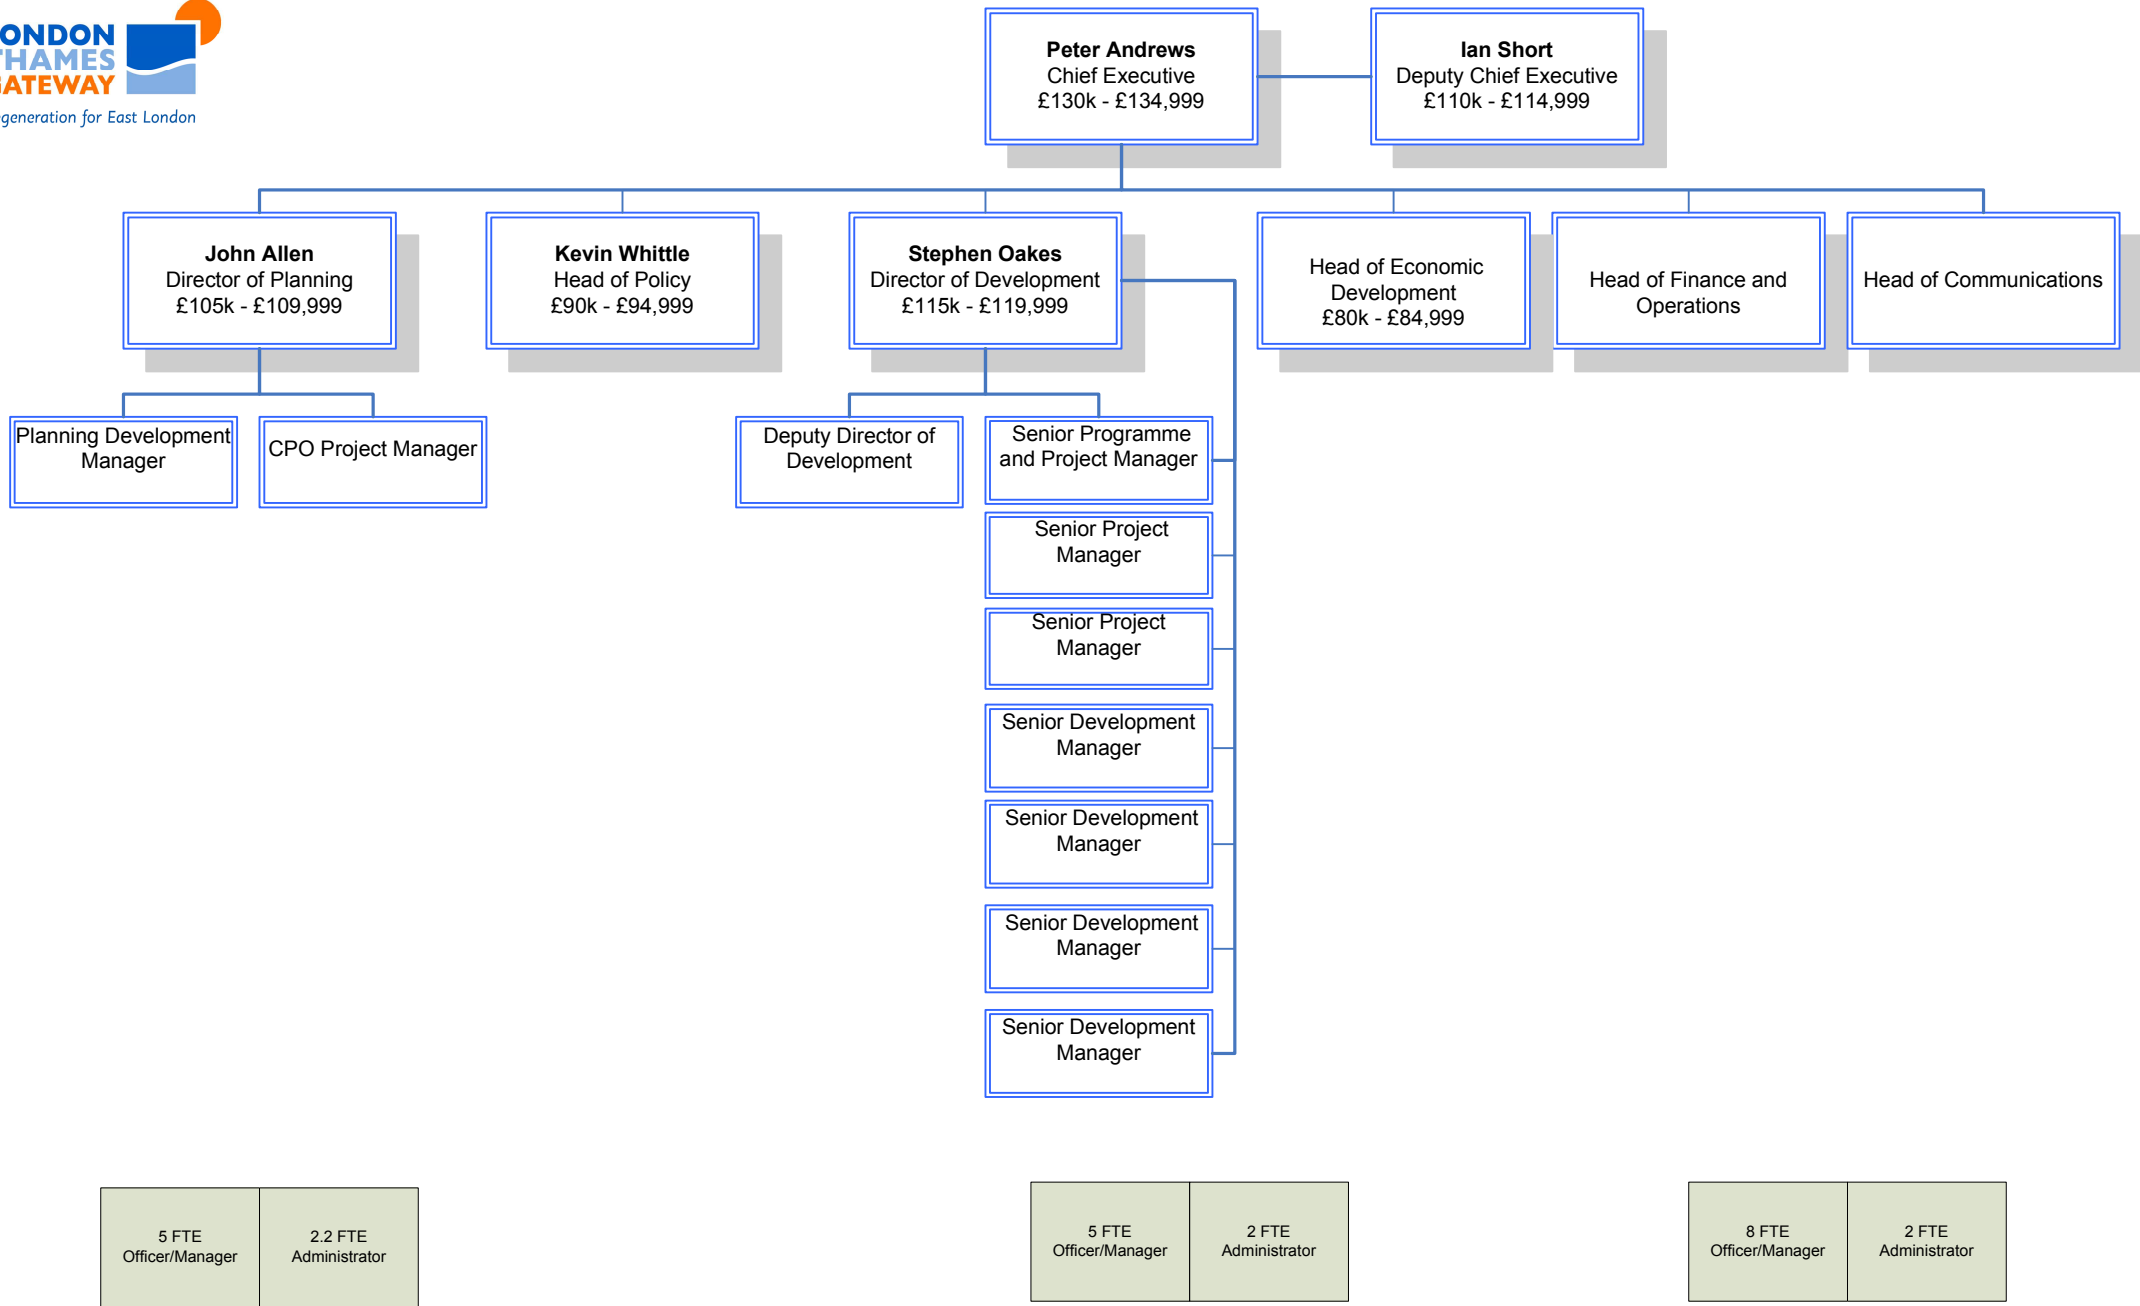 ONDON
THAMES
GATEWAY
egeneration for East London
Peter Andrews
Chief Executive
£130k - £134,999
Ian Short
Deputy Chief Executive
£110k - £114,999
John Allen
Director of Planning
£105k - £109,999
Kevin Whittle
Head of Policy
£90k - £94,999
Stephen Oakes
Director of Development
£115k - £119,999
Head of Economic
Development
£80k - £84,999
Head of Finance and
Operations
Head of Communications
Planning Development
Manager
CPO Project Manager
Deputy Director of
Development
Senior Programme
and Project Manager
Senior Project
Manager
Senior Project
Manager
Senior Development
Manager
Senior Development
Manager
Senior Development
Manager
Senior Development
Manager
5 FTE
Officer/Manager
2.2 FTE
Administrator
5 FTE
Officer/Manager
2 FTE
Administrator
8 FTE
Officer/Manager
2 FTE
Administrator